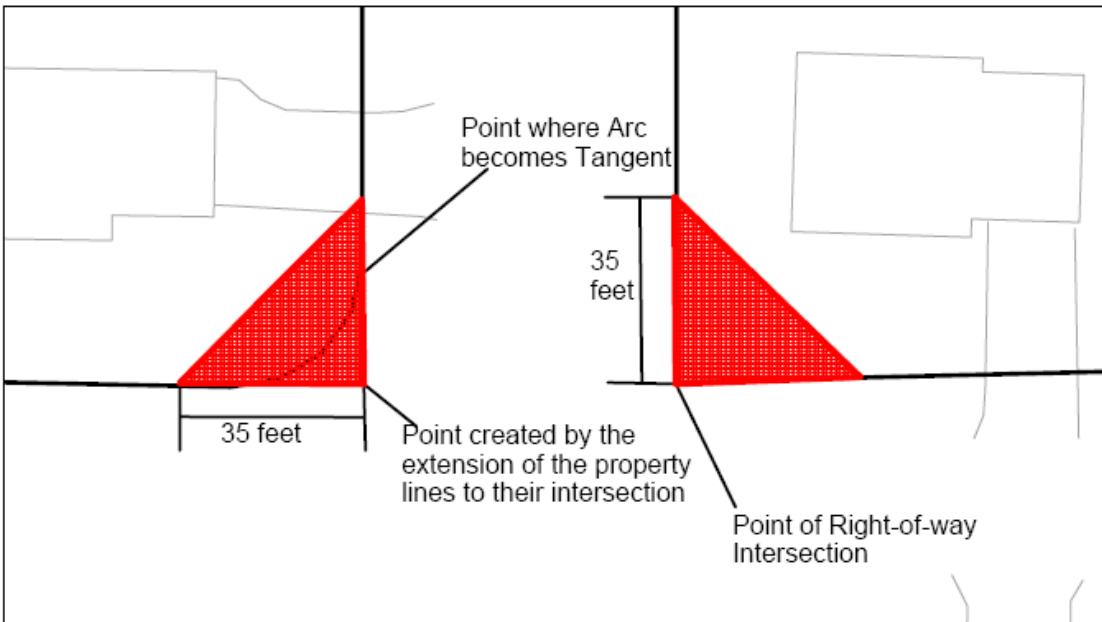 Point where Arc
becomes Tangent
35
feet
35 feet
Point created by the
extension of the property
lines to their intersection
Point of Right-of-way
Intersection